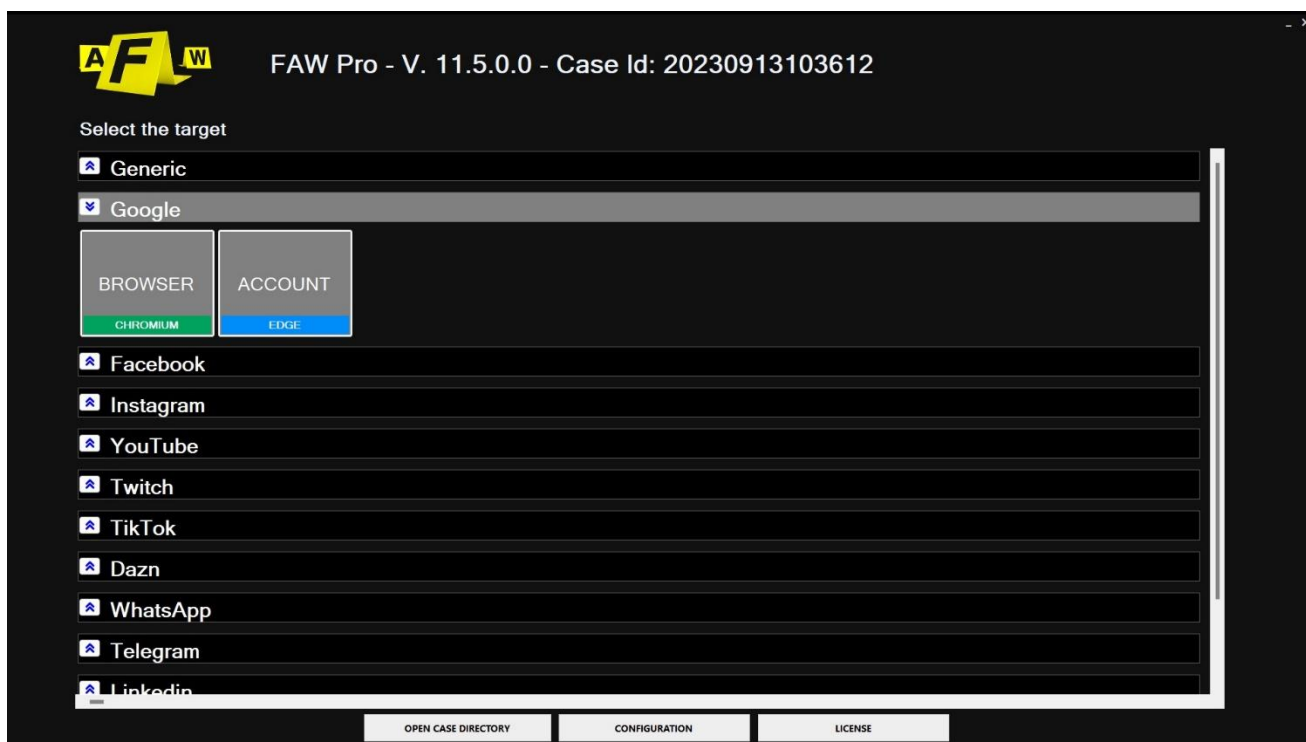 A F W
FAW Pro - V. 11.5.0.0 - Case Id: 20230913103612
Select the target
Generic
Google
BROWSER ACCOUNT
CHROMIUM EDGE
Facebook
Instagram
YouTube
Twitch
TikTok
Dazn
WhatsApp
Telegram
Linkedin
OPEN CASE DIRECTORY CONFIGURATION LICENSE